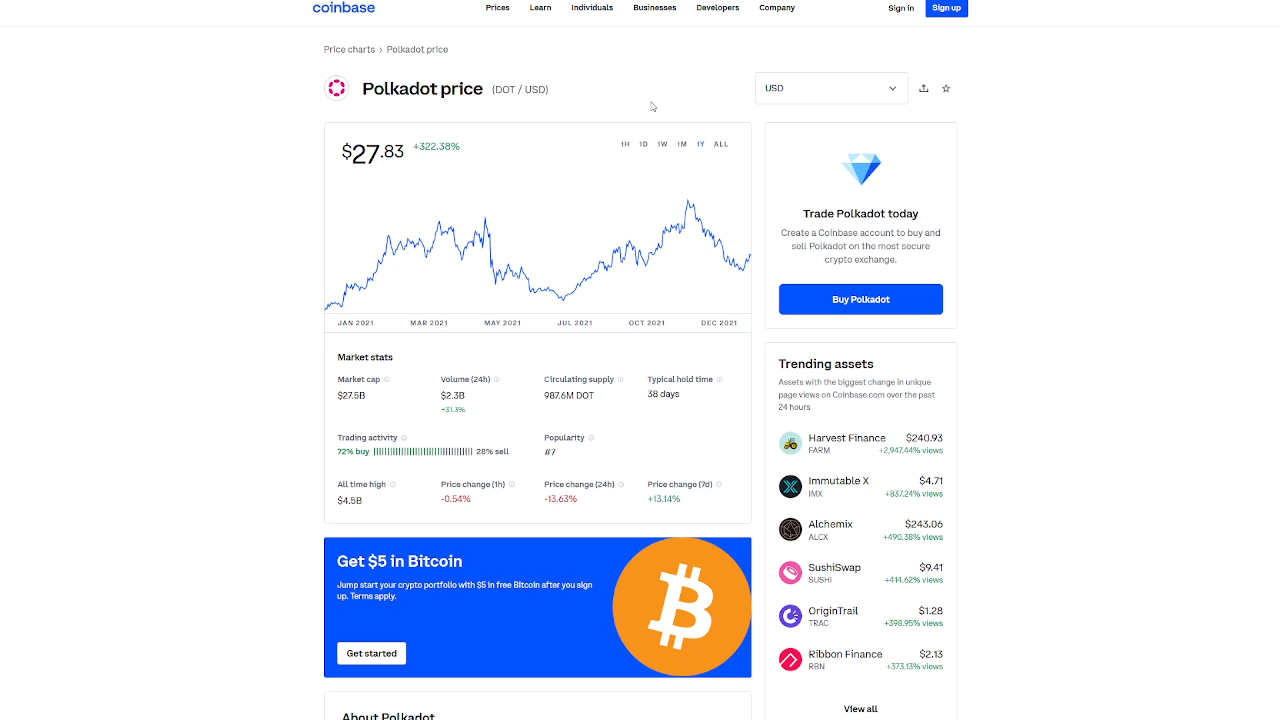 coinbase
Prices Learn Individuals Businesses Developers Company
Sign in Sign up
Price charts › Polkadot price
Polkadot price (DOT / USD)
USD
$27.83 +322.38%
1H 1D 1W 1M 1Y ALL
JAN 2021 MAR 2021 MAY 2021 JUL 2021 OCT 2021 DEC 2021
Market stats
Market cap Volume (24h) Circulating supply Typical hold time
$27.5B $2.3B 987.6M DOT 38 days
+31.3%
Trading activity Popularity
72% buy 28% sell #7
All time high Price change (1h) Price change (24h) Price change (7d)
$4.5B -0.54% -13.63% +13.14%
Get $5 in Bitcoin
Jump start your crypto portfolio with $5 in free Bitcoin after you sign
up. Terms apply.
Get started
About Polkadot
Trade Polkadot today
Create a Coinbase account to buy and
sell Polkadot on the most secure
crypto exchange.
Buy Polkadot
Trending assets
Assets with the biggest change in unique
page views on Coinbase.com over the past
24 hours
Harvest Finance $240.93
FARM +2,947.44% views
Immutable X $4.71
IMX +837.24% views
Alchemix $243.06
ALCX +490.38% views
SushiSwap $9.41
SUSHI +414.62% views
OriginTrail $1.28
TRAC +398.95% views
Ribbon Finance $2.13
RBN +373.13% views
View all